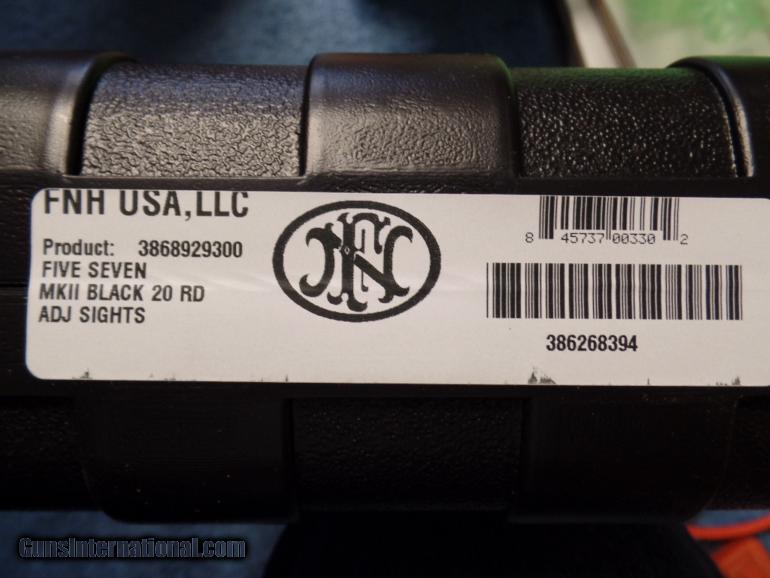 FNH USA,LLC
Product: 3868929300
FIVE SEVEN
MKII BLACK 20 RD
ADJ SIGHTS
FN
8 45737 00330 2
386268394
GunsInternational.com